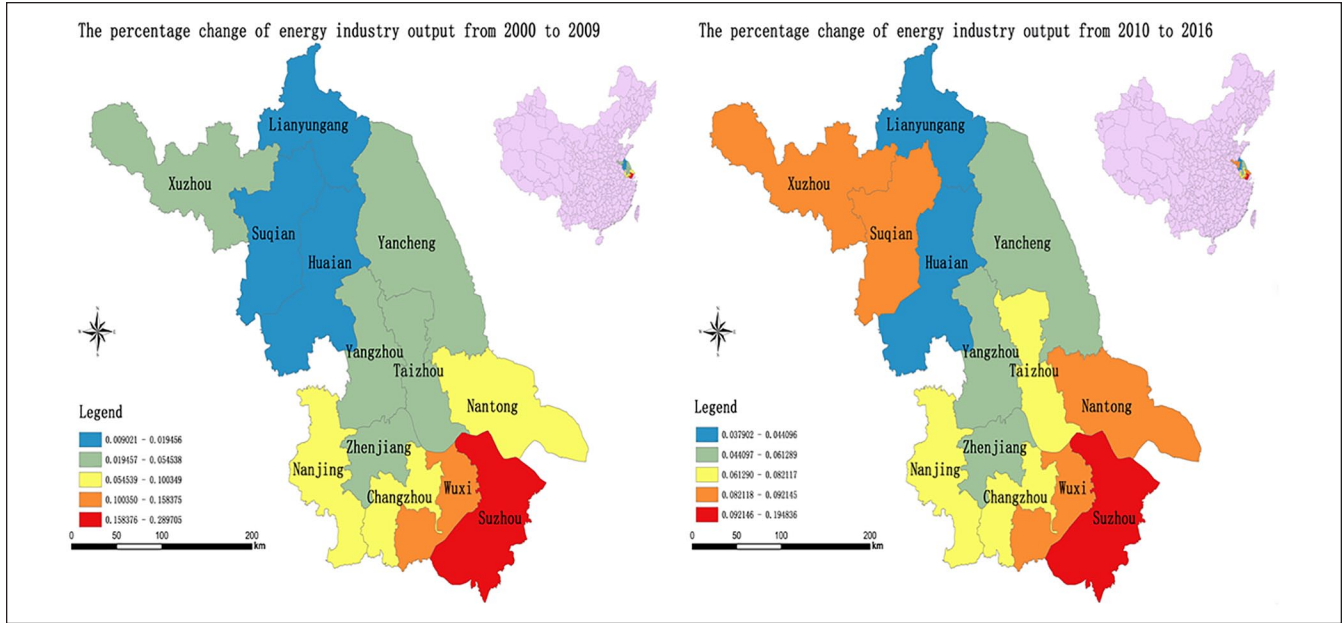 The percentage change of energy industry output from 2000 to 2009
Lianyungang
Xuzhou
Suqian
Yancheng
Huaian
Yangzhou
Taizhou
Nantong
Zhenjiang
Nanjing
Changzhou
Wuxi
Suzhou
Legend
0.009021 - 0.019456
0.019457 - 0.054538
0.054539 - 0.100349
0.100350 - 0.158375
0.158376 - 0.289705
0 50 100 200
km
The percentage change of energy industry output from 2010 to 2016
Lianyungang
Xuzhou
Suqian
Yancheng
Huaian
Yangzhou
Taizhou
Nantong
Zhenjiang
Nanjing
Changzhou
Wuxi
Suzhou
Legend
0.037902 - 0.044096
0.044097 - 0.061289
0.061290 - 0.082117
0.082118 - 0.092145
0.092146 - 0.194836
0 50 100 200
km